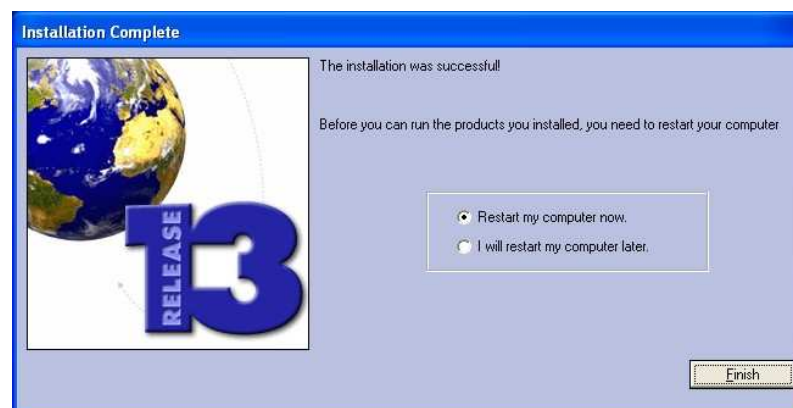 Installation Complete
The installation was successful!
Before you can run the products you installed, you need to restart your computer
RELEASE 13
Restart my computer now.
I will restart my computer later.
Finish